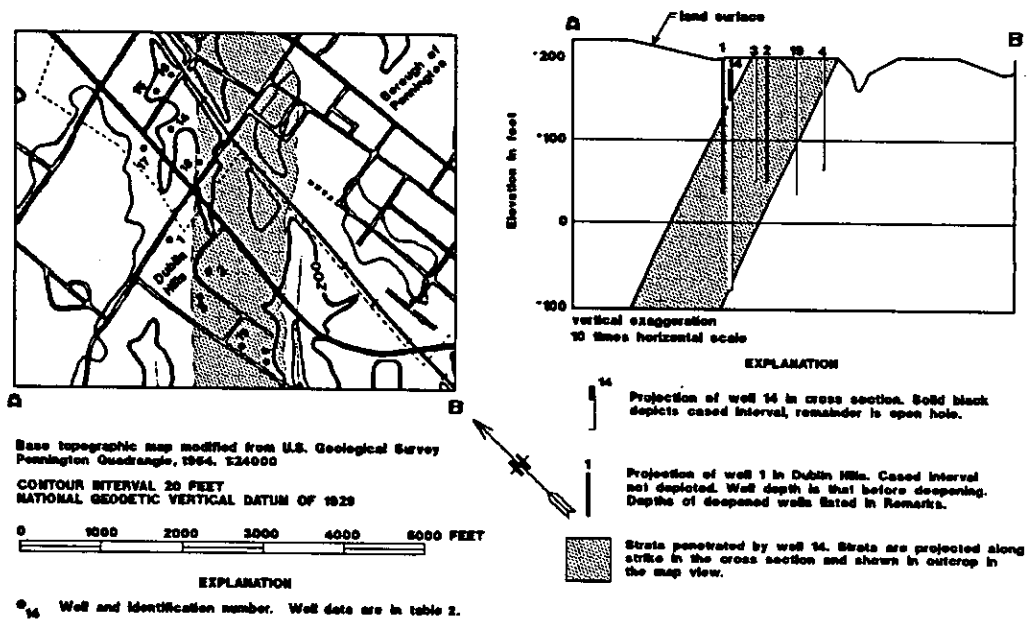 Borough of
Pennington
14
1
Dublin
Hills
200
A
B
Base topographic map modified from U.S. Geological Survey
Pennington Quadrangle, 1954. 1:24000
CONTOUR INTERVAL 20 FEET
NATIONAL GEODETIC VERTICAL DATUM OF 1929
0 1000 2000 3000 4000 5000 FEET
EXPLANATION
14 Well and identification number. Well data are in table 2.
A
land surface
B
1 14 3 2 19 4
Elevation in feet
+200
+100
0
-100
vertical exaggeration
10 times horizontal scale
EXPLANATION
14
Projection of well 14 in cross section. Solid black
depicts cased interval, remainder is open hole.
1
Projection of well 1 in Dublin Hills. Cased interval
not depicted. Well depth is that before deepening.
Depths of deepened wells listed in Remarks.
N
Strata penetrated by well 14. Strata are projected along
strike in the cross section and shown in outcrop in
the map view.